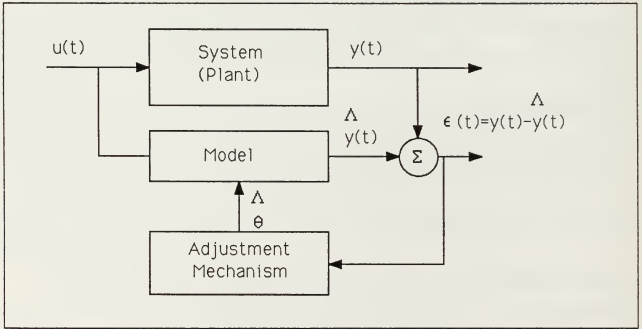 u(t)
System
(Plant)
y(t)
Λ
ϵ(t)=y(t)-y(t)
Λ
y(t)
Model
Σ
Λ
θ
Adjustment
Mechanism